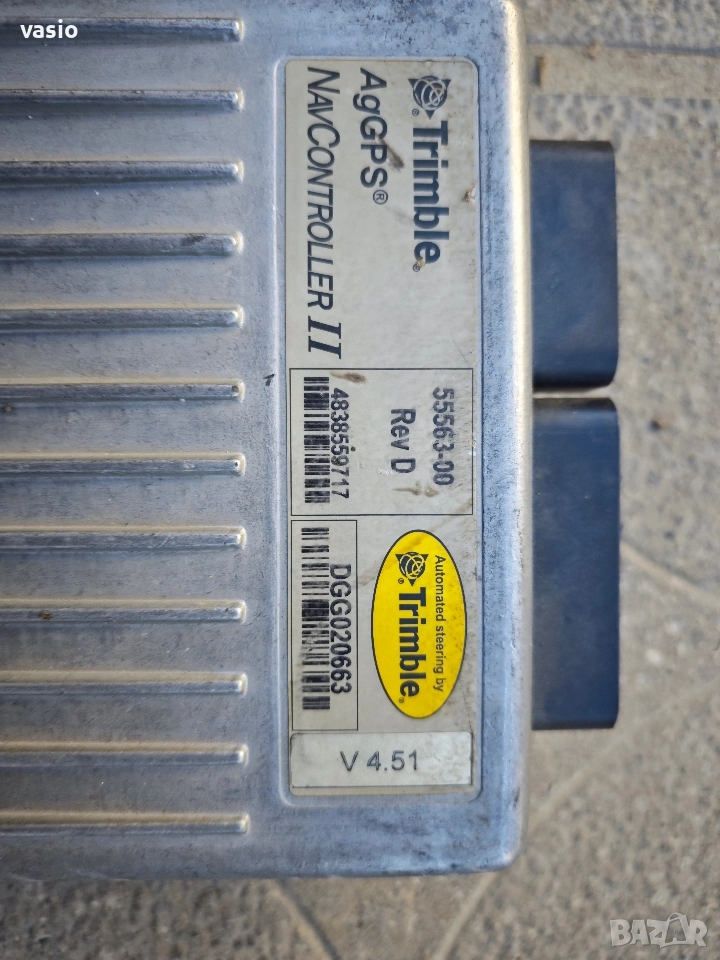 vasio
Trimble®
AgGPS®
NAVCONTROLLER II
55563-00
Rev D
4838559717
Automated steering by
Trimble®
DGG020663
V 4.51
BAZAR